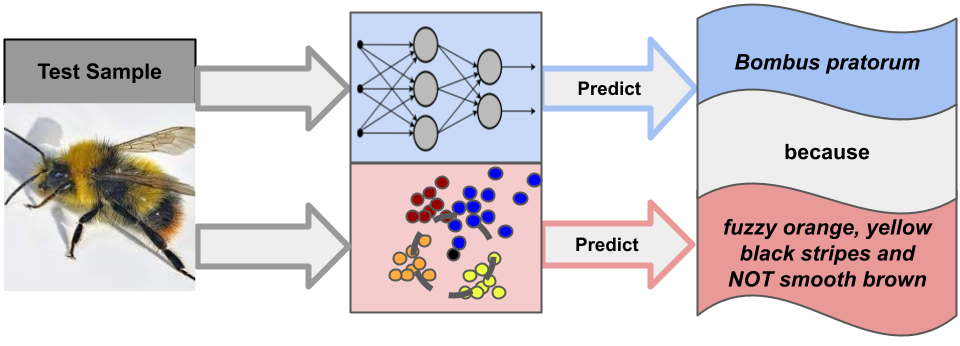 Test Sample
Predict
Bombus pratorum
because
Predict
fuzzy orange, yellow
black stripes and
NOT smooth brown